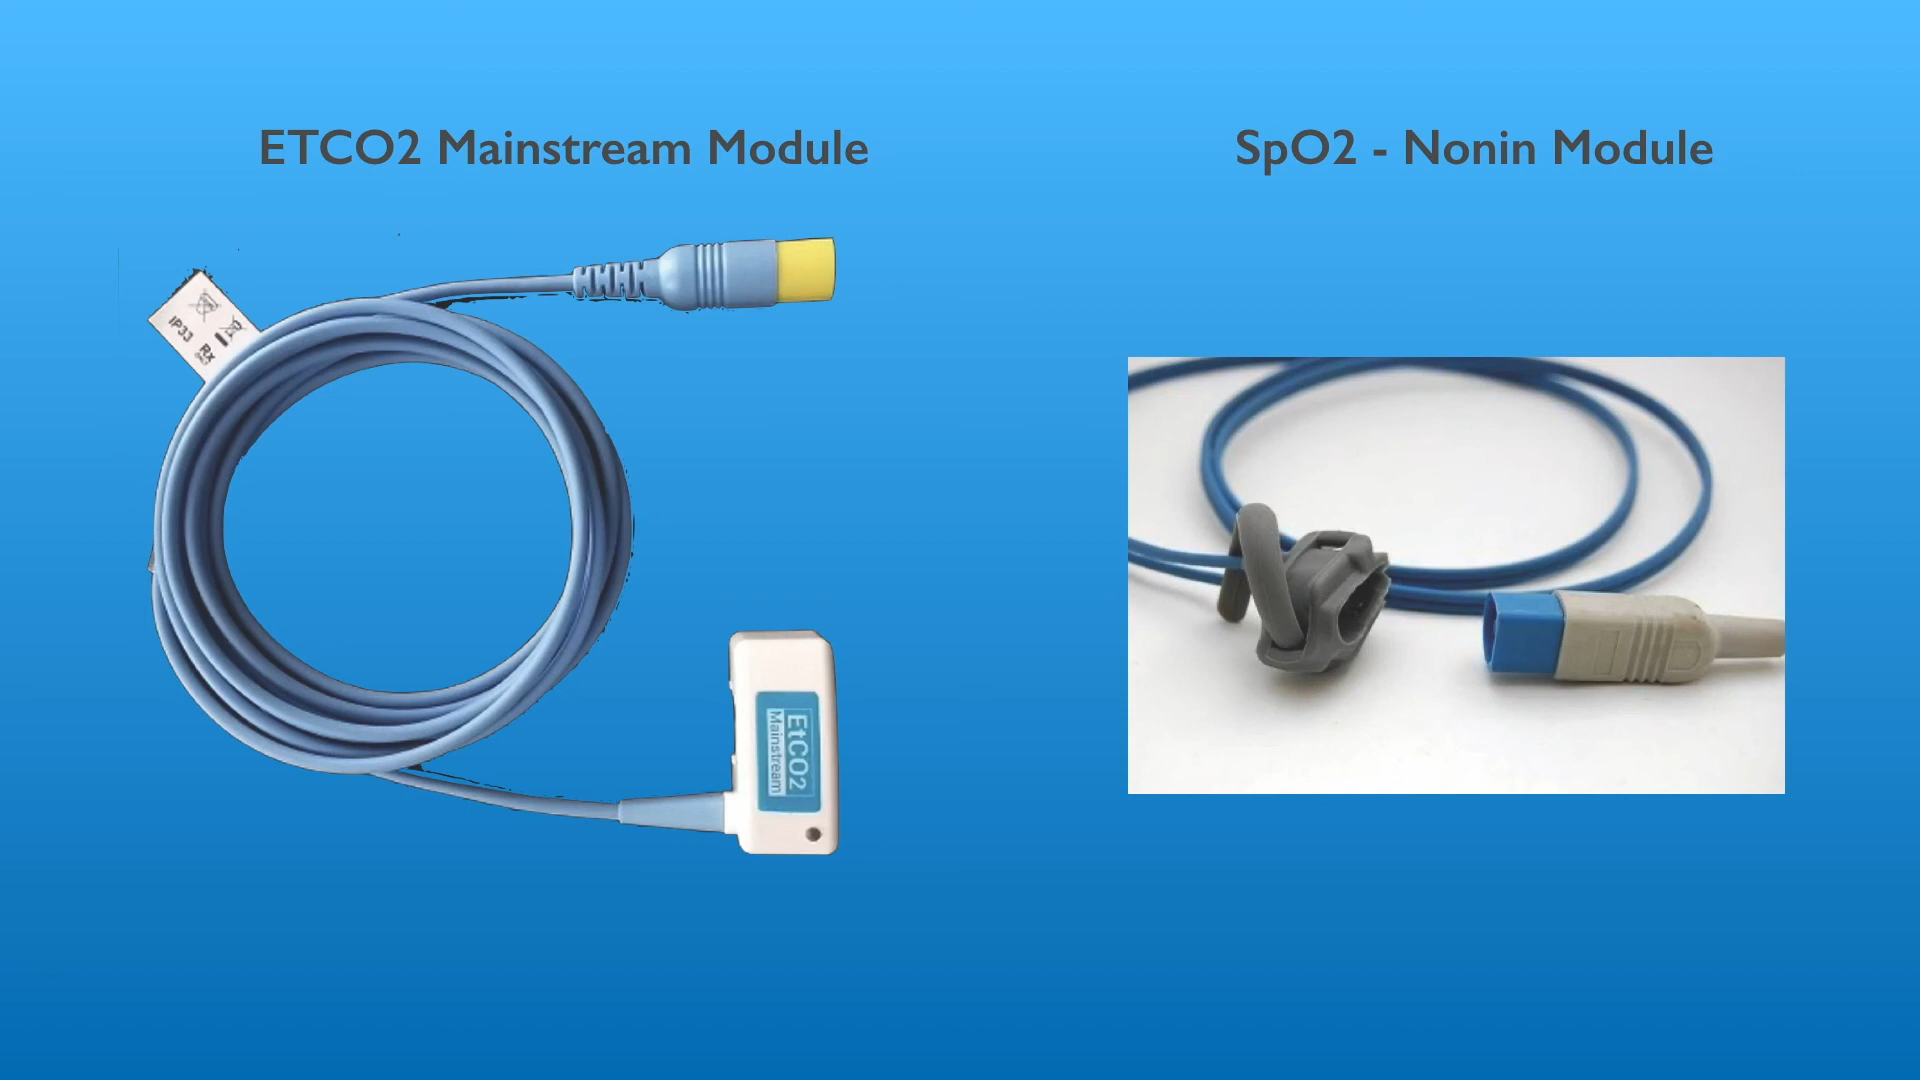 ETCO2 Mainstream Module
SpO2 - Nonin Module
IP33
Rx
EtCO2
Mainstream